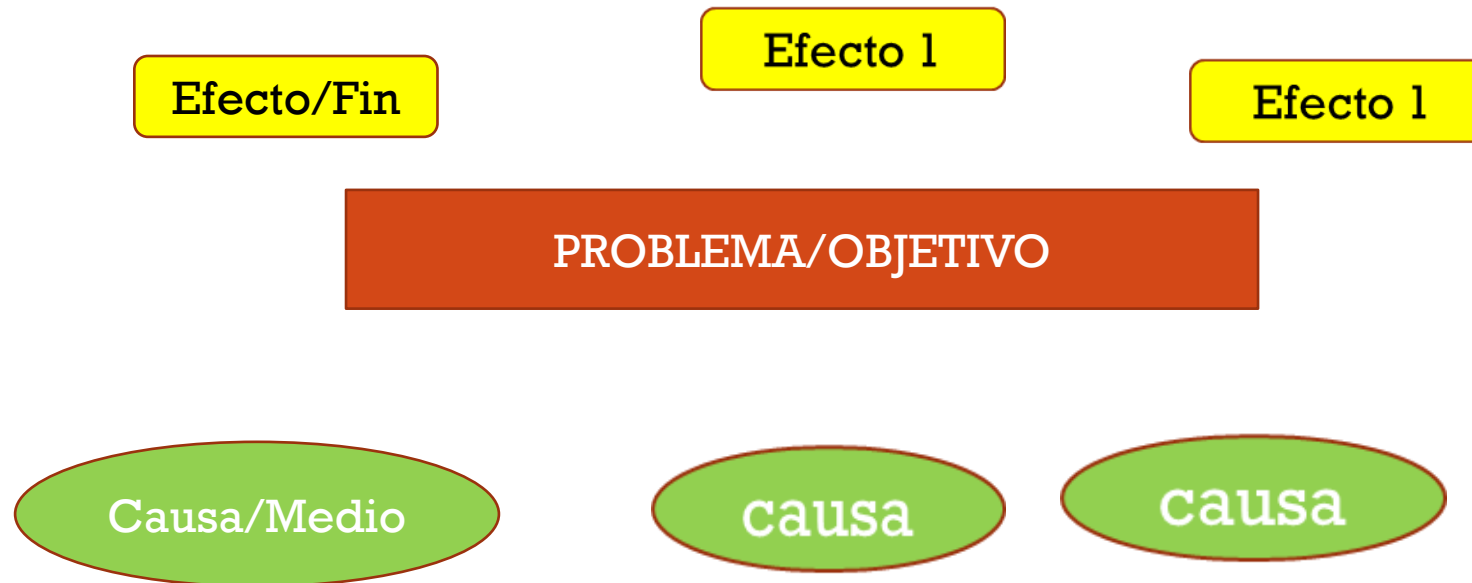 Efecto/Fin
Efecto 1
Efecto 1
PROBLEMA/OBJETIVO
Causa/Medio
causa
causa